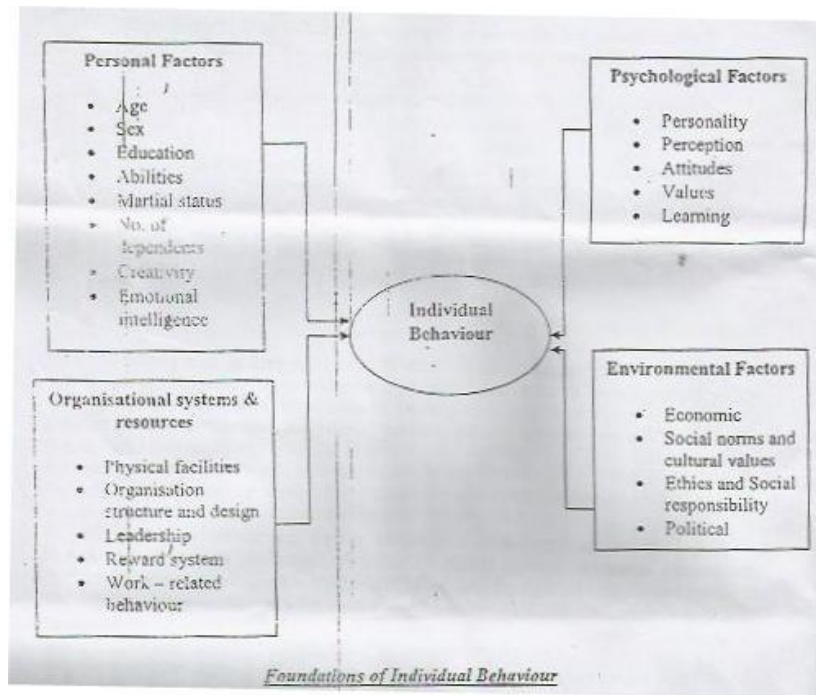 Personal Factors
• Age
• Sex
• Education
• Abilities
• Martial status
• No. of
dependents
• Creativity
• Emotional
intelligence
Psychological Factors
• Personality
• Perception
• Attitudes
• Values
• Learning
Individual
Behaviour
Organisational systems &
resources
• Physical facilities
• Organisation
structure and design
• Leadership
• Reward system
• Work – related
behaviour
Environmental Factors
• Economic
• Social norms and
cultural values
• Ethics and Social
responsibility
• Political
Foundations of Individual Behaviour